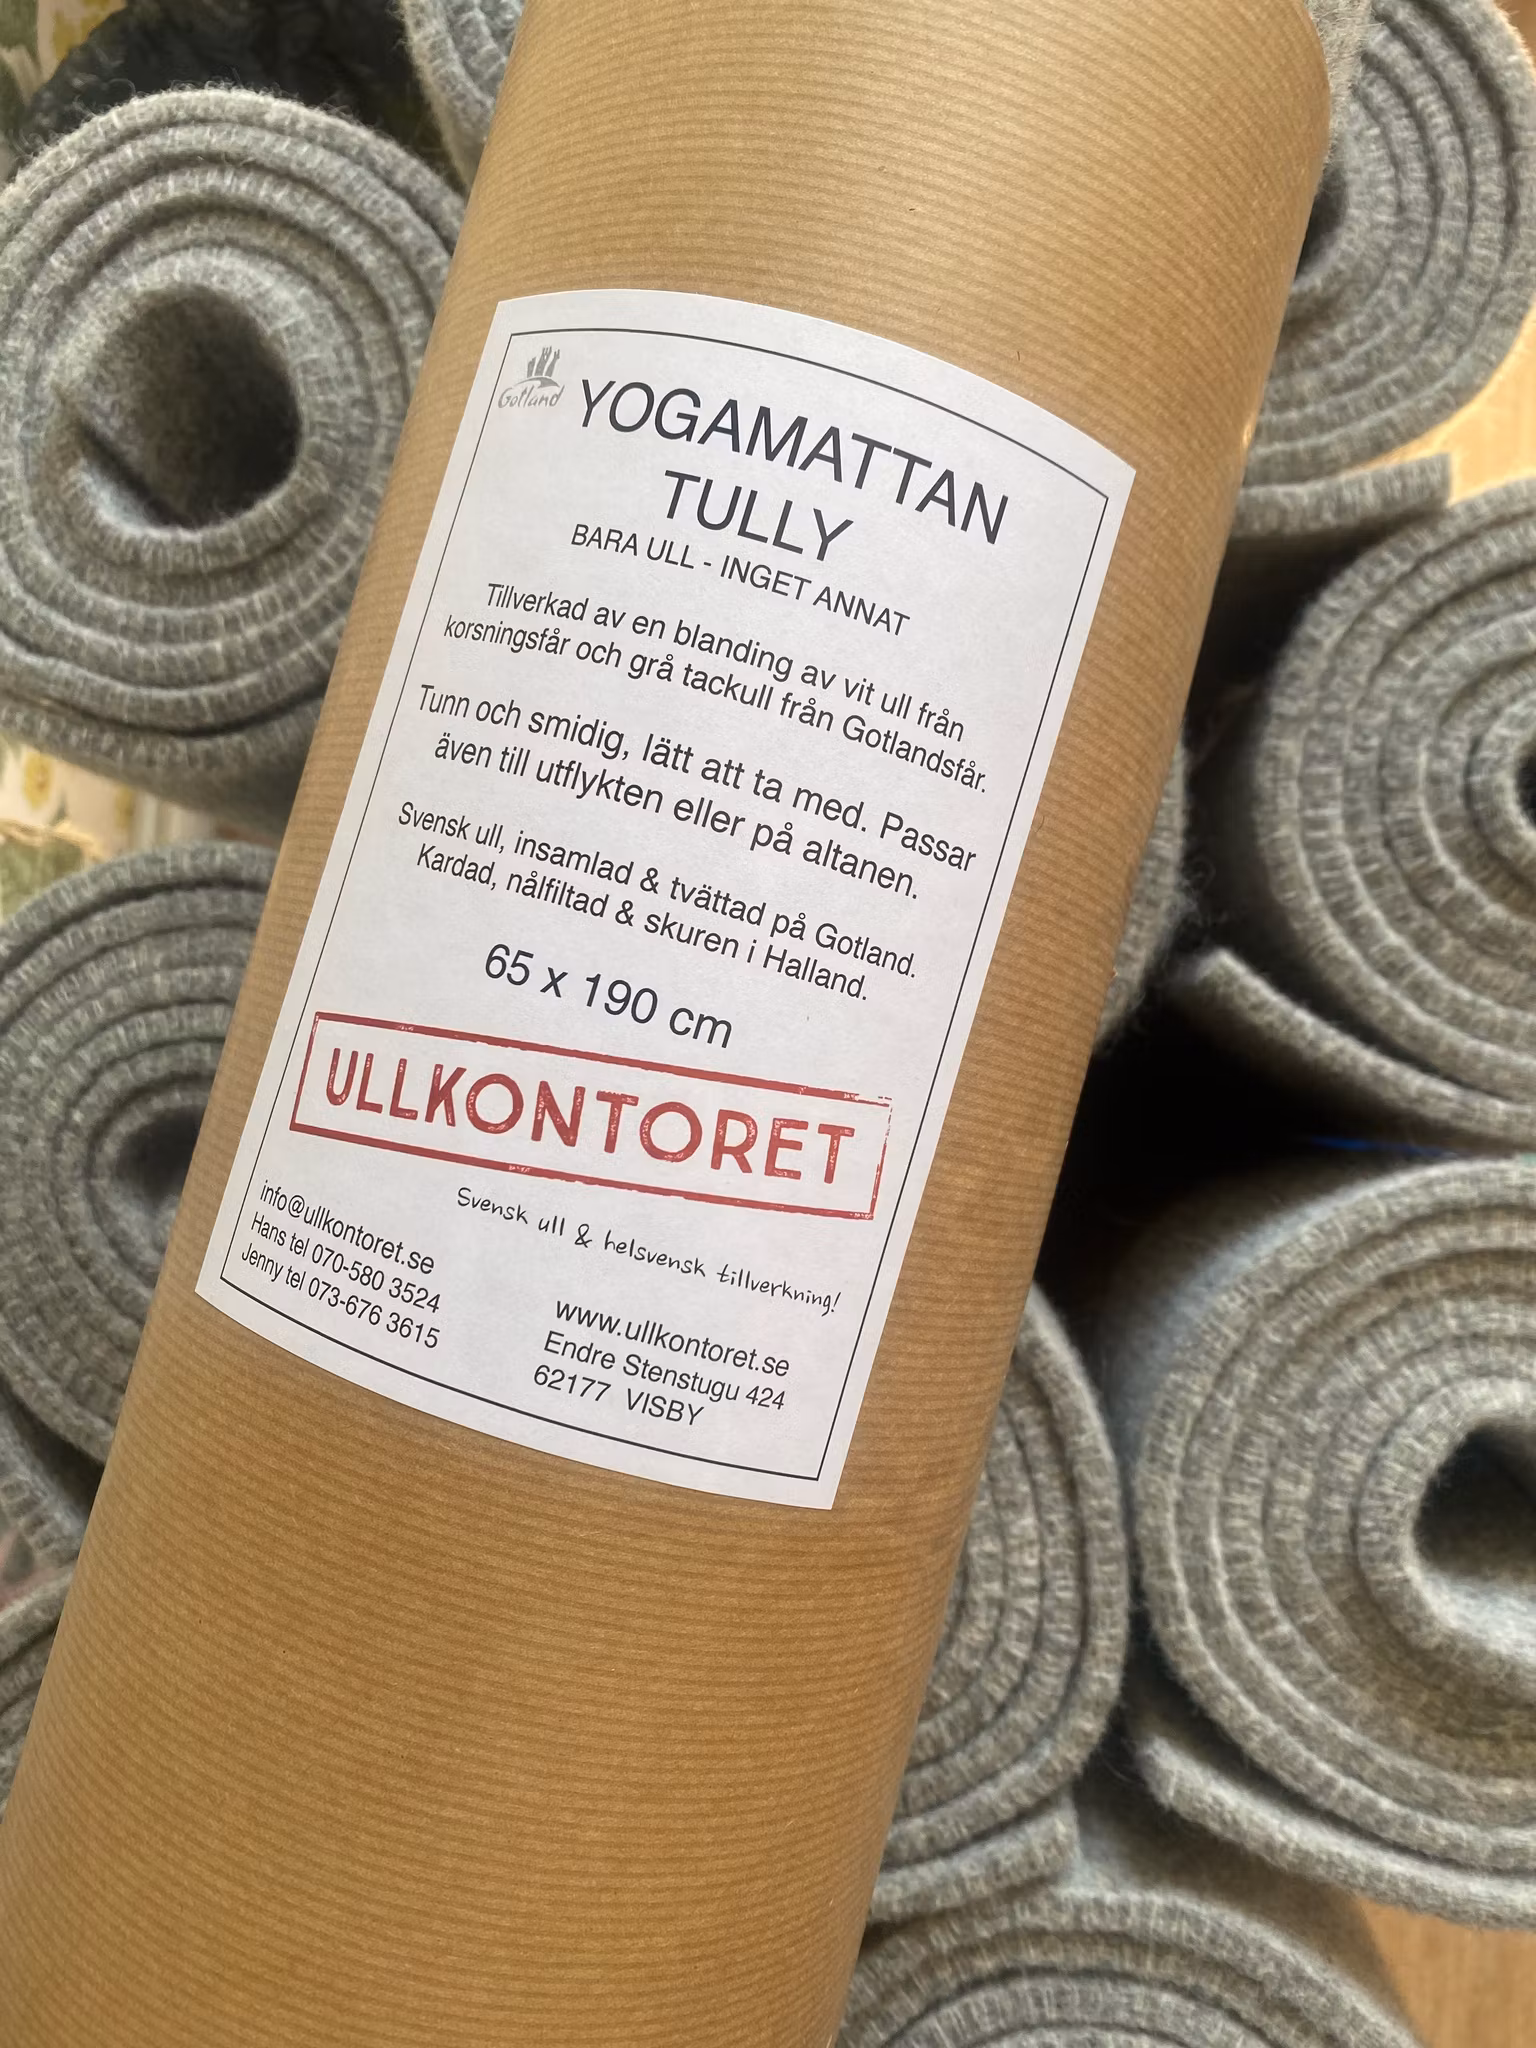 Gotland
YOGAMATTAN
TULLY
BARA ULL - INGET ANNAT
Tillverkad av en blanding av vit ull från
korsningsfår och grå tackull från Gotlandsfår.
Tunn och smidig, lätt att ta med. Passar
även till utflykten eller på altanen.
Svensk ull, insamlad & tvättad på Gotland.
Kardad, nålfiltad & skuren i Halland.
65 x 190 cm
ULLKONTORET
Svensk ull & helsvensk tillverkning!
info@ullkontoret.se
Hans tel 070-580 3524
Jenny tel 073-676 3615
www.ullkontoret.se
Endre Stenstugu 424
62177 VISBY